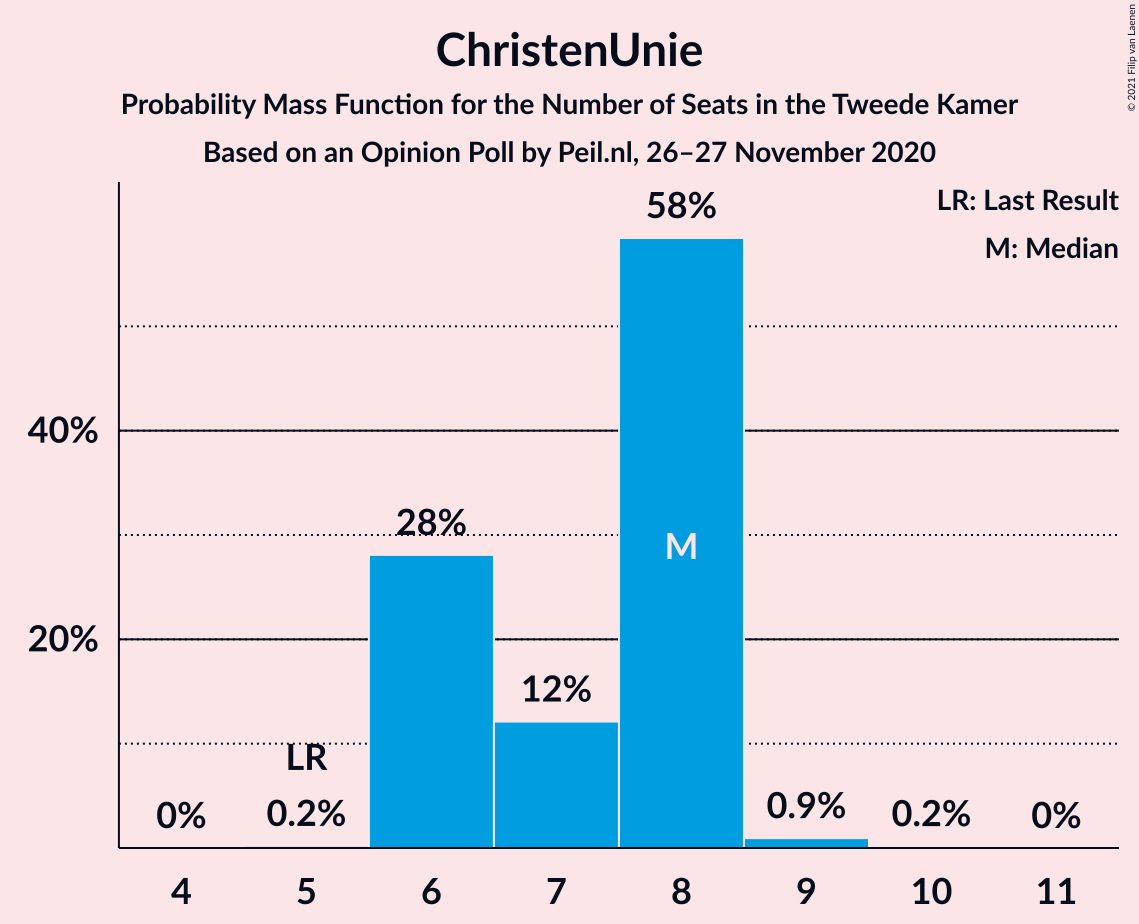 ChristenUnie
Probability Mass Function for the Number of Seats in the Tweede Kamer
Based on an Opinion Poll by Peil.nl, 26–27 November 2020
© 2021 Filip van Laenen
LR: Last Result
M: Median
58%
40%
28%
M
20%
12%
LR
0%
0.2%
0.9%
0.2%
0%
4 5 6 7 8 9 10 11